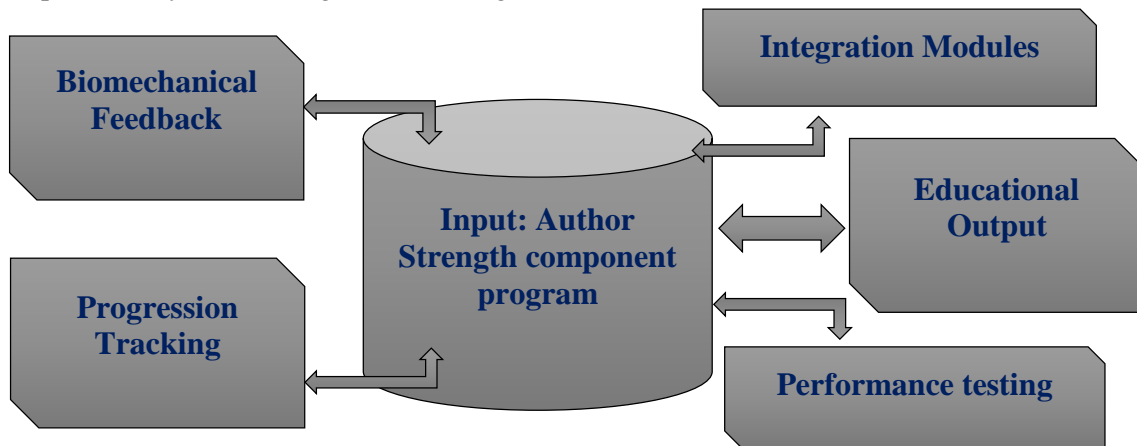 Biomechanical
Feedback
Integration Modules
Input: Author
Strength component
program
Educational
Output
Progression
Tracking
Performance testing